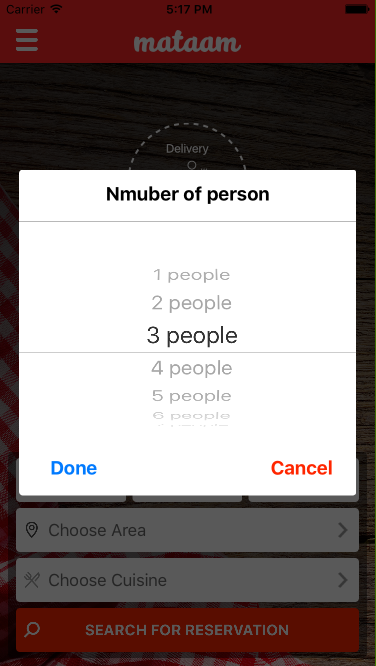 Carrier 5:17 PM
mataam
Delivery
Nmuber of person
1 people
2 people
3 people
4 people
5 people
6 people
Done Cancel
Choose Area
Choose Cuisine
SEARCH FOR RESERVATION